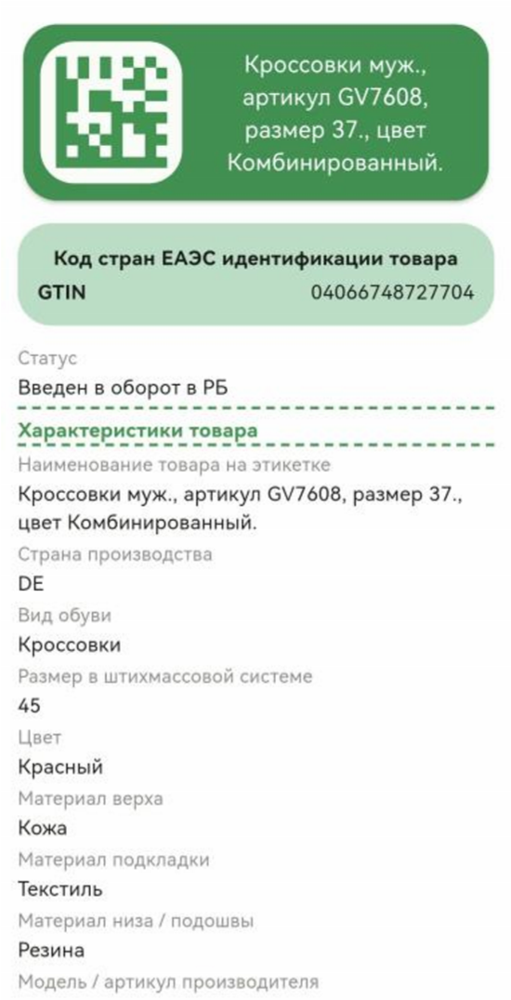 Кроссовки муж.,
артикул GV7608,
размер 37., цвет
Комбинированный.
Код стран ЕАЭС идентификации товара
GTIN 04066748727704
Статус
Введен в оборот в РБ
Характеристики товара
Наименование товара на этикетке
Кроссовки муж., артикул GV7608, размер 37.,
цвет Комбинированный.
Страна производства
DE
Вид обуви
Кроссовки
Размер в штихмассовой системе
45
Цвет
Красный
Материал верха
Кожа
Материал подкладки
Текстиль
Материал низа / подошвы
Резина
Модель / артикул производителя